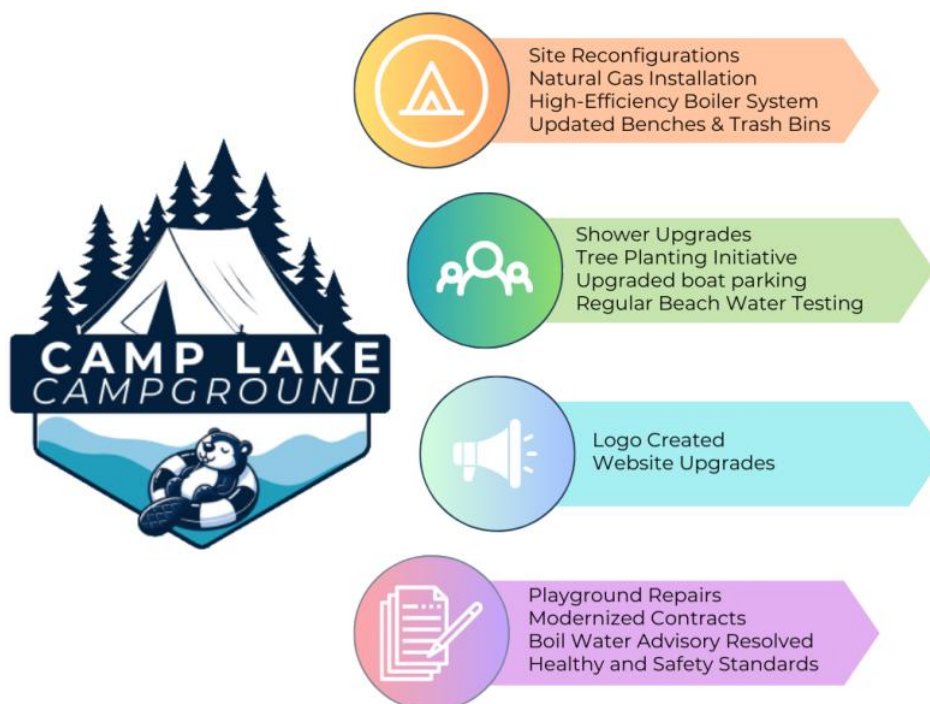 CAMP LAKE
CAMPGROUND
Site Reconfigurations
Natural Gas Installation
High-Efficiency Boiler System
Updated Benches & Trash Bins
Shower Upgrades
Tree Planting Initiative
Upgraded boat parking
Regular Beach Water Testing
Logo Created
Website Upgrades
Playground Repairs
Modernized Contracts
Boil Water Advisory Resolved
Healthy and Safety Standards